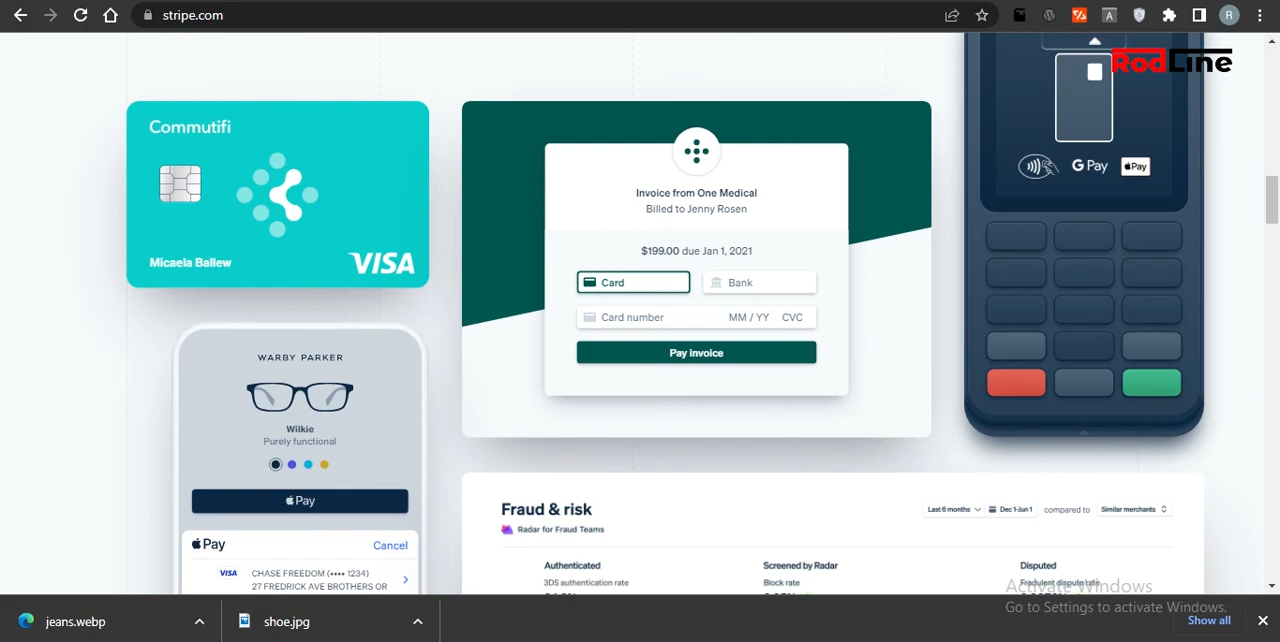 stripe.com
RodLine
Commutifi
Micaela Ballew
VISA
Invoice from One Medical
Billed to Jenny Rosen
$199.00 due Jan 1, 2021
Card
Bank
Card number
MM / YY
CVC
Pay invoice
G Pay
Pay
WARBY PARKER
Wilkie
Purely functional
Pay
Pay
Cancel
VISA
CHASE FREEDOM (•••• 1234)
27 FREDRICK AVE BROTHERS OR
Fraud & risk
Radar for Fraud Teams
Last 6 months
Dec 1-Jun 1
compared to
Similar merchants
Authenticated
3DS authentication rate
Screened by Radar
Block rate
Disputed
Fradulent dispute rate
Activate Windows
Go to Settings to activate Windows.
jeans.webp
shoe.jpg
Show all
A
R